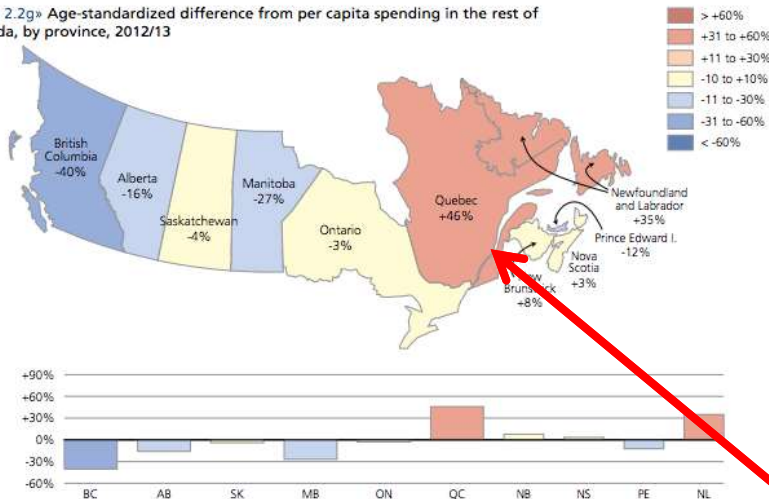 2.2g» Age-standardized difference from per capita spending in the rest of
da, by province, 2012/13
> +60%
+31 to +60%
+11 to +30%
-10 to +10%
-11 to -30%
-31 to -60%
< -60%
British
Columbia
-40%
Alberta
-16%
Saskatchewan
-4%
Manitoba
-27%
Ontario
-3%
Quebec
+46%
Newfoundland
and Labrador
+35%
Prince Edward I.
-12%
Nova
Scotia
+3%
Brunswick
+8%
+90%
+60%
+30%
0%
-30%
-60%
BC AB SK MB ON QC NB NS PE NL